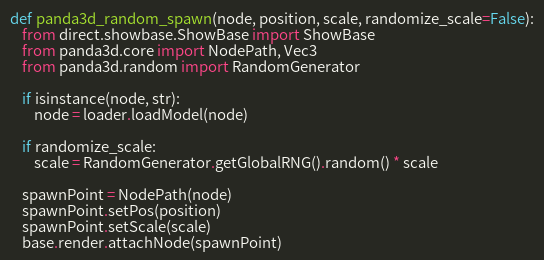 def panda3d_random_spawn(node, position, scale, randomize_scale=False):
from direct.showbase.ShowBase import ShowBase
from panda3d.core import NodePath, Vec3
from panda3d.random import RandomGenerator
if isinstance(node, str):
node = loader.loadModel(node)
if randomize_scale:
scale = RandomGenerator.getGlobalRNG().random() * scale
spawnPoint = NodePath(node)
spawnPoint.setPos(position)
spawnPoint.setScale(scale)
base.render.attachNode(spawnPoint)